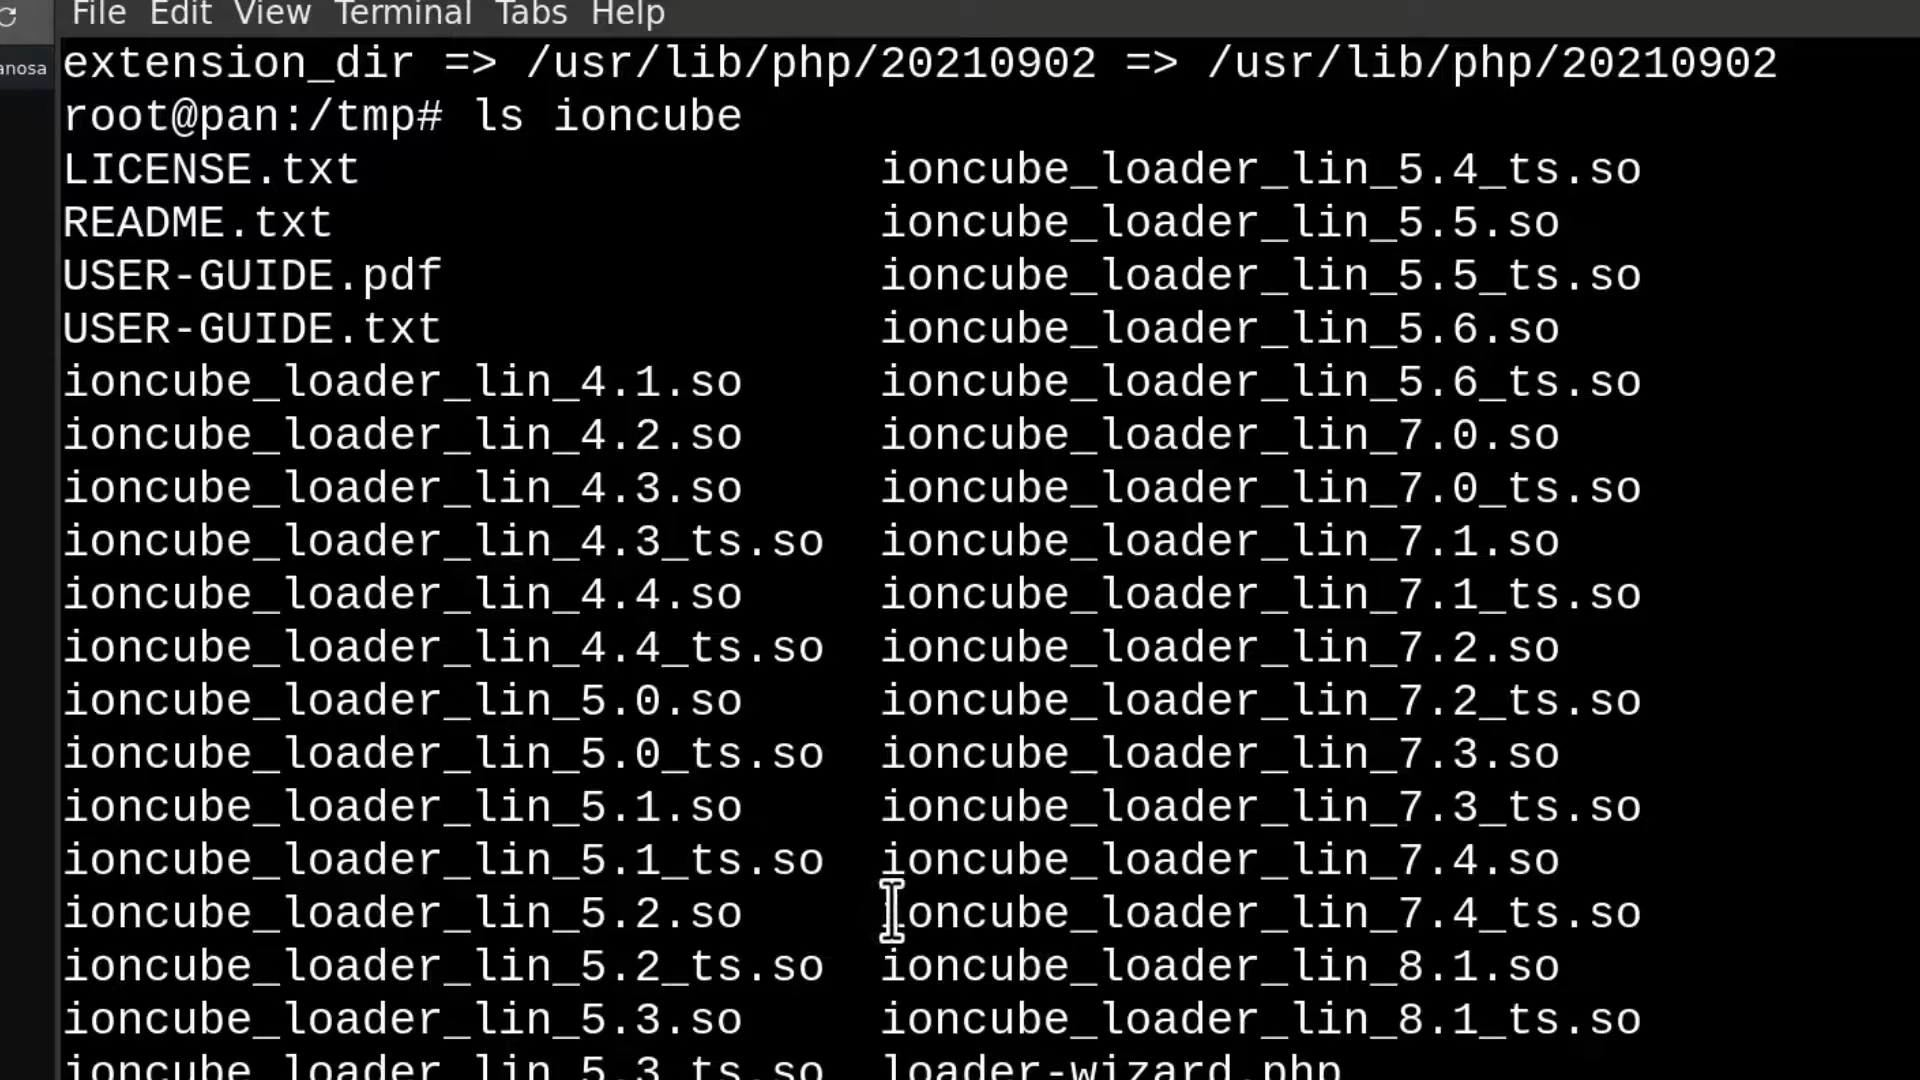 File Edit View Terminal Tabs Help
anosa
extension_dir => /usr/lib/php/20210902 => /usr/lib/php/20210902
root@pan:/tmp# ls ioncube
LICENSE.txt ioncube_loader_lin_5.4_ts.so
README.txt ioncube_loader_lin_5.5.so
USER-GUIDE.pdf ioncube_loader_lin_5.5_ts.so
USER-GUIDE.txt ioncube_loader_lin_5.6.so
ioncube_loader_lin_4.1.so ioncube_loader_lin_5.6_ts.so
ioncube_loader_lin_4.2.so ioncube_loader_lin_7.0.so
ioncube_loader_lin_4.3.so ioncube_loader_lin_7.0_ts.so
ioncube_loader_lin_4.3_ts.so ioncube_loader_lin_7.1.so
ioncube_loader_lin_4.4.so ioncube_loader_lin_7.1_ts.so
ioncube_loader_lin_4.4_ts.so ioncube_loader_lin_7.2.so
ioncube_loader_lin_5.0.so ioncube_loader_lin_7.2_ts.so
ioncube_loader_lin_5.0_ts.so ioncube_loader_lin_7.3.so
ioncube_loader_lin_5.1.so ioncube_loader_lin_7.3_ts.so
ioncube_loader_lin_5.1_ts.so ioncube_loader_lin_7.4.so
ioncube_loader_lin_5.2.so ioncube_loader_lin_7.4_ts.so
ioncube_loader_lin_5.2_ts.so ioncube_loader_lin_8.1.so
ioncube_loader_lin_5.3.so ioncube_loader_lin_8.1_ts.so
ioncube_loader_lin_5.3_ts.so loader-wizard.php